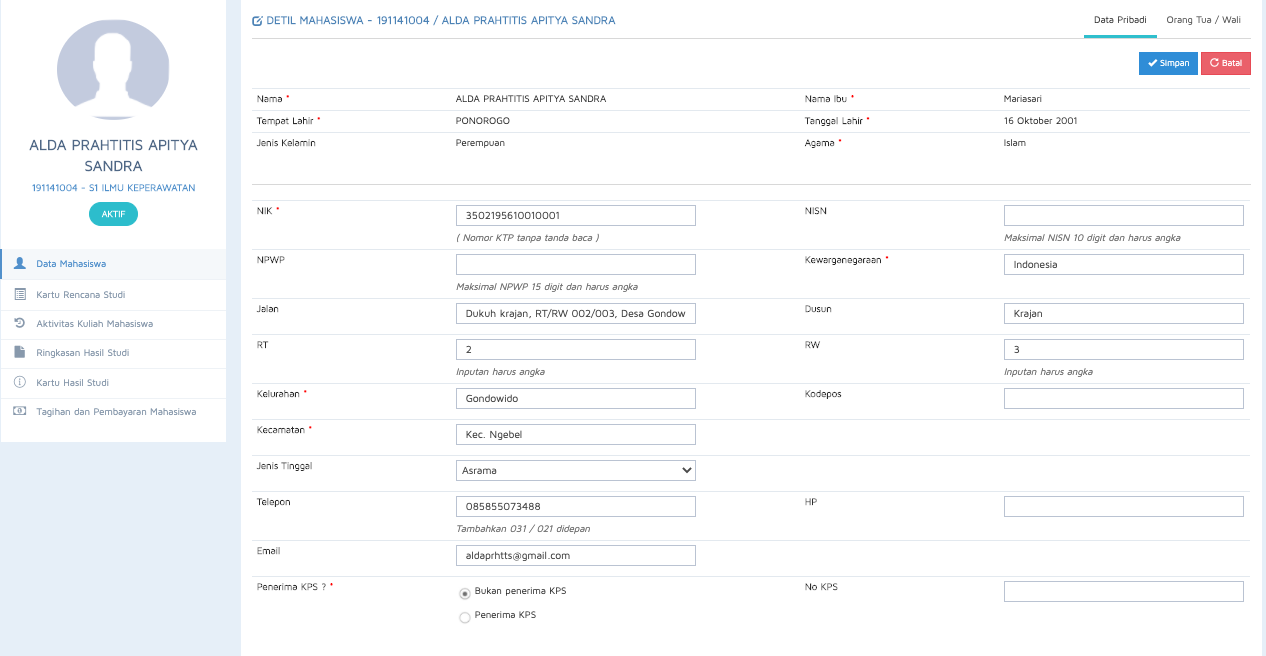 ALDA PRAHTITIS APITYA
SANDRA
191141004 - S1 ILMU KEPERAWATAN
AKTIF
Data Mahasiswa
Kartu Rencana Studi
Aktivitas Kuliah Mahasiswa
Ringkasan Hasil Studi
Kartu Hasil Studi
Tagihan dan Pembayaran Mahasiswa
DETIL MAHASISWA - 191141004 / ALDA PRAHTITIS APITYA SANDRA
Data Pribadi Orang Tua / Wali
Simpan Batal
Nama * ALDA PRAHTITIS APITYA SANDRA Nama Ibu * Mariasari
Tempat Lahir * PONOROGO Tanggal Lahir * 16 Oktober 2001
Jenis Kelamin Perempuan Agama * Islam
NIK * 3502195610010001 NISN
( Nomor KTP tanpa tanda baca ) Maksimal NISN 10 digit dan harus angka
NPWP Kewarganegaraan * Indonesia
Maksimal NPWP 15 digit dan harus angka
Jalan Dukuh krajan, RT/RW 002/003, Desa Gondow Dusun Krajan
RT 2 RW 3
Inputan harus angka Inputan harus angka
Kelurahan * Gondowido Kodepos
Kecamatan * Kec. Ngebel
Jenis Tinggal Asrama
Telepon 085855073488 HP
Tambahkan 031 / 021 didepan
Email aldaprhtts@gmail.com
Penerima KPS ? * Bukan penerima KPS No KPS
Penerima KPS